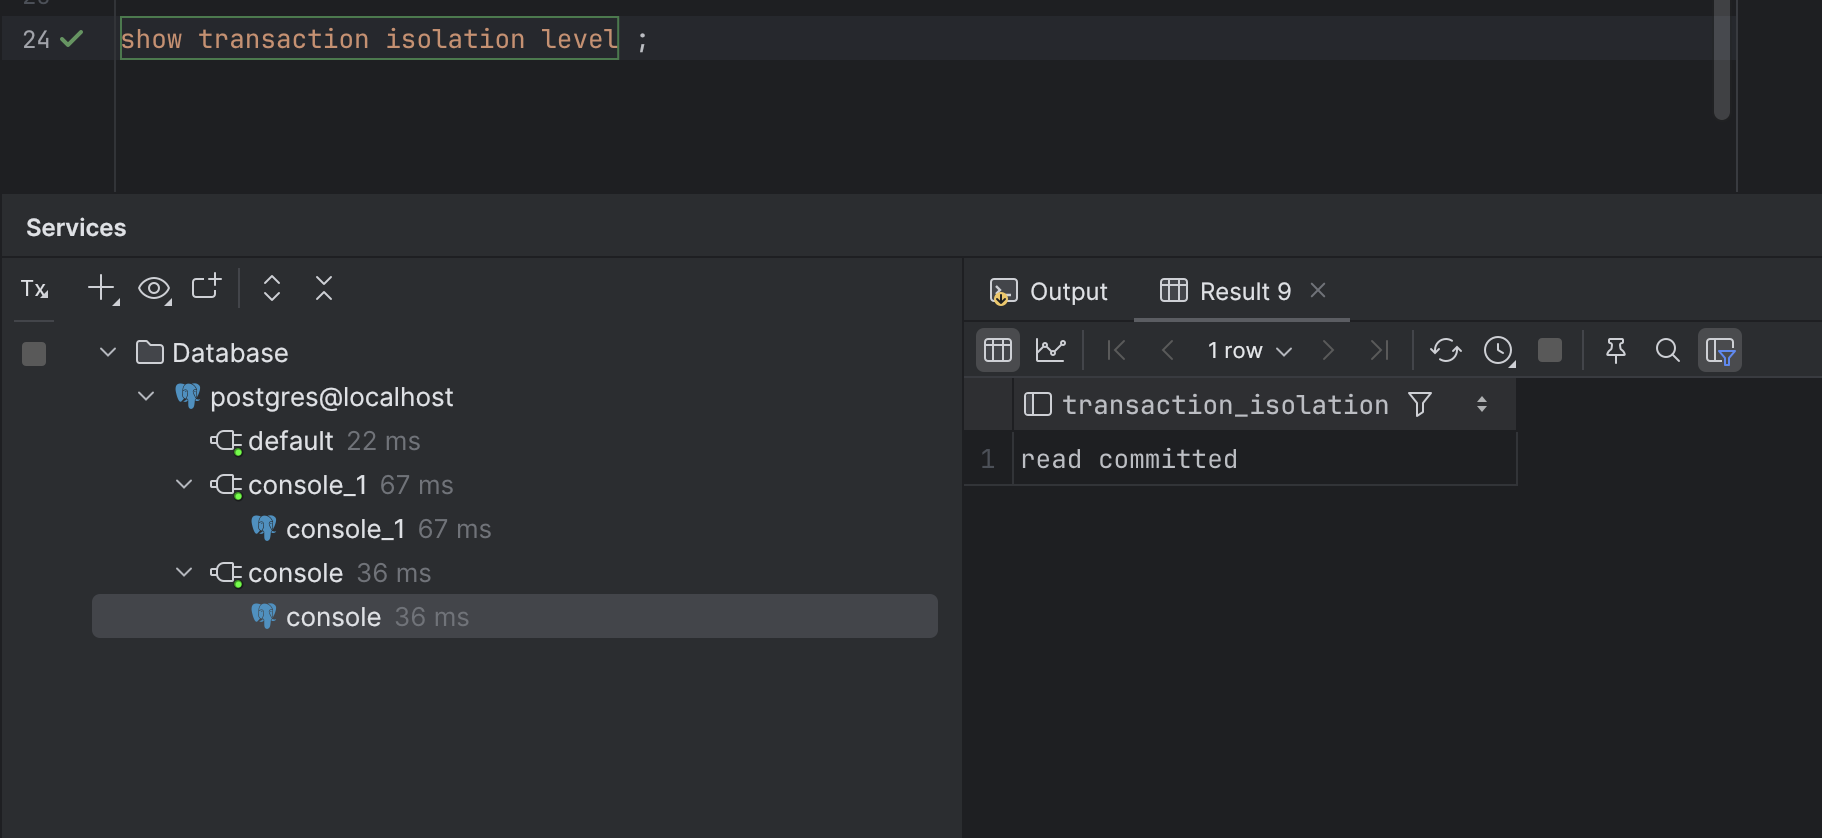 24 show transaction isolation level ;
Services
Tx
Output Result 9
Database
1 row
postgres@localhost
transaction_isolation
default 22 ms
1 read committed
console_1 67 ms
console_1 67 ms
console 36 ms
console 36 ms